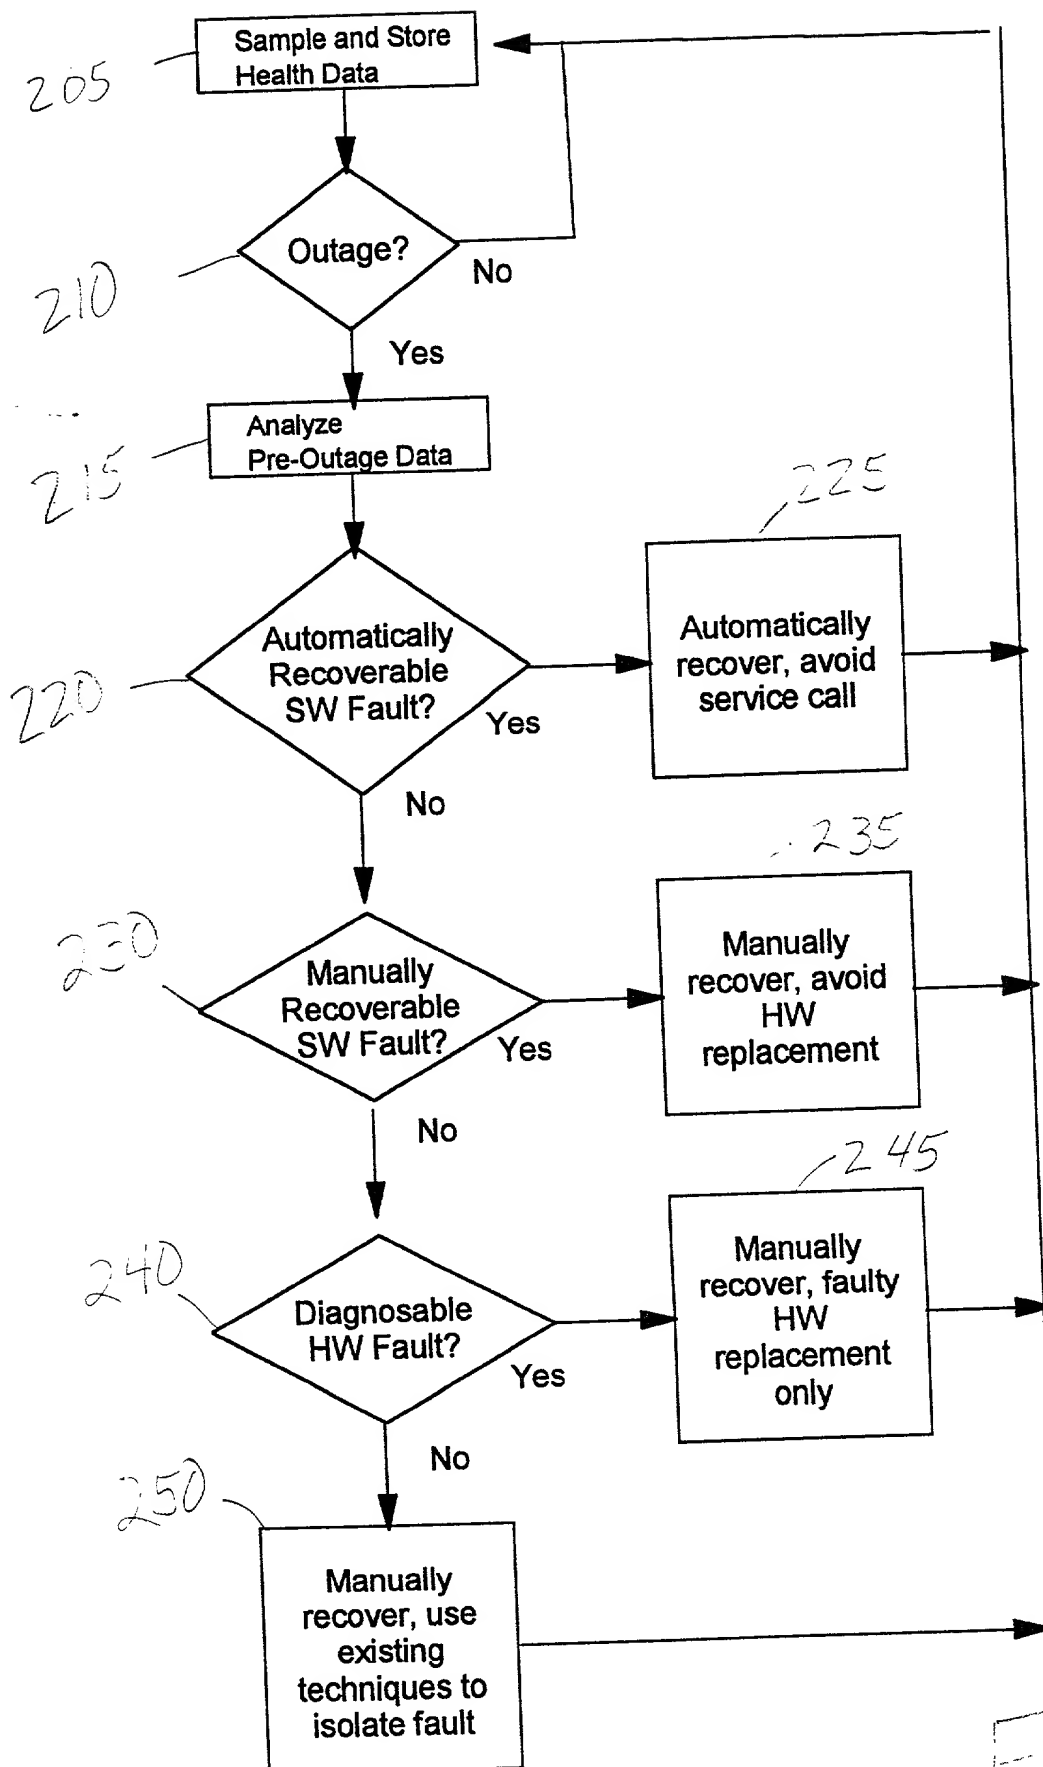 Sample and Store
Health Data
205
Outage?
210
No
Yes
Analyze
Pre-Outage Data
215
225
Automatically
Recoverable
SW Fault?
220
Yes
Automatically
recover, avoid
service call
No
235
230
Manually
Recoverable
SW Fault?
Yes
Manually
recover, avoid
HW
replacement
No
245
240
Diagnosable
HW Fault?
Yes
Manually
recover, faulty
HW
replacement
only
No
250
Manually
recover, use
existing
techniques to
isolate fault